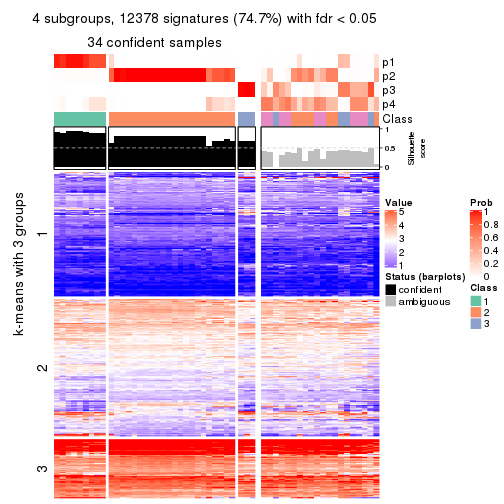 4 subgroups, 12378 signatures (74.7%) with fdr < 0.05
34 confident samples
p1
p2
p3
p4
Class
1
0.5
0
Silhouette
score
k-means with 3 groups
1
2
3
Value
5
4
3
2
1
Status (barplots)
confident
ambiguous
Prob
1
0.8
0.6
0.4
0.2
0
Class
1
2
3